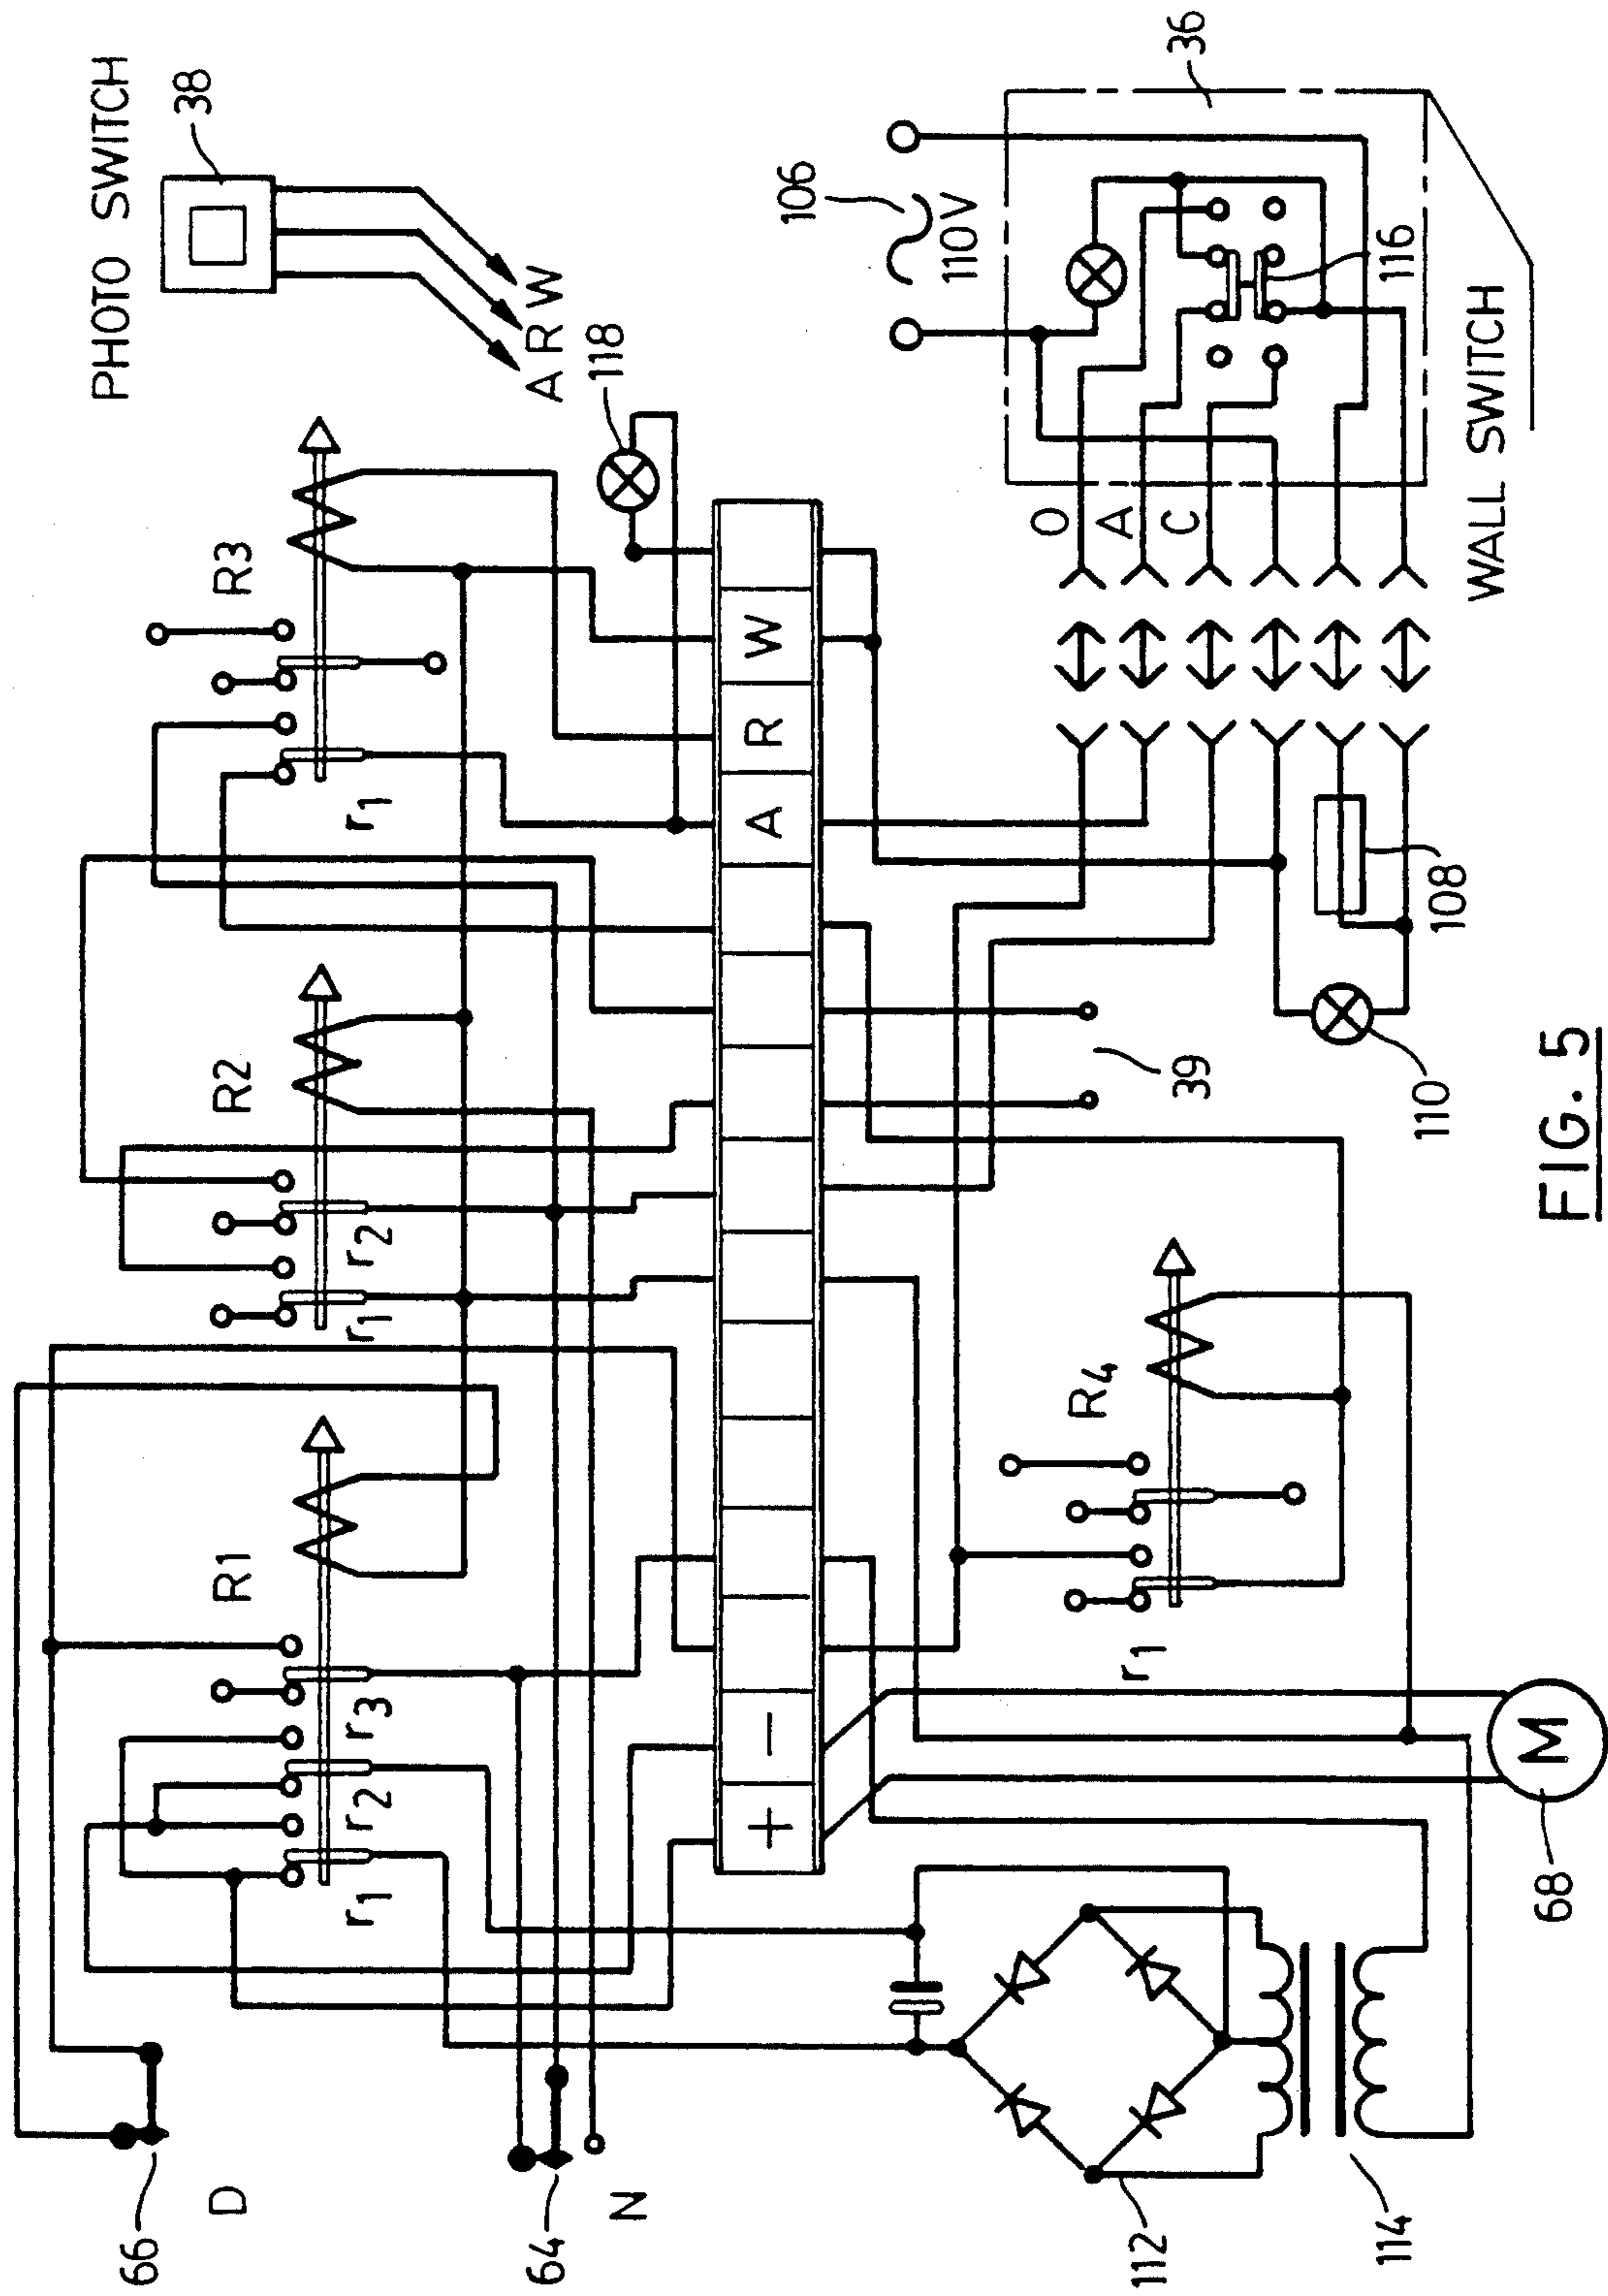 PHOTO SWITCH
38
A R W
118
R3
r1
R2
r2
r1
R1
r3
r2
r1
66
D
64
N
+
−
A
R
W
106
110V
36
116
WALL SWITCH
O
A
C
108
110
39
R4
r1
M
68
112
114
FIG. 5